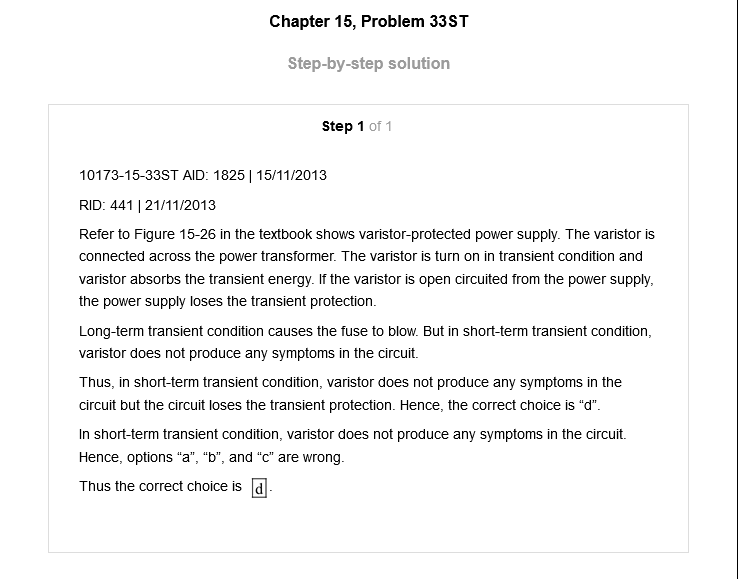 Chapter 15, Problem 33ST
Step-by-step solution
Step 1 of 1
10173-15-33ST AID: 1825 | 15/11/2013
RID: 441 | 21/11/2013
Refer to Figure 15-26 in the textbook shows varistor-protected power supply. The varistor is
connected across the power transformer. The varistor is turn on in transient condition and
varistor absorbs the transient energy. If the varistor is open circuited from the power supply,
the power supply loses the transient protection.
Long-term transient condition causes the fuse to blow. But in short-term transient condition,
varistor does not produce any symptoms in the circuit.
Thus, in short-term transient condition, varistor does not produce any symptoms in the
circuit but the circuit loses the transient protection. Hence, the correct choice is “d”.
In short-term transient condition, varistor does not produce any symptoms in the circuit.
Hence, options “a”, “b”, and “c” are wrong.
Thus the correct choice is d.